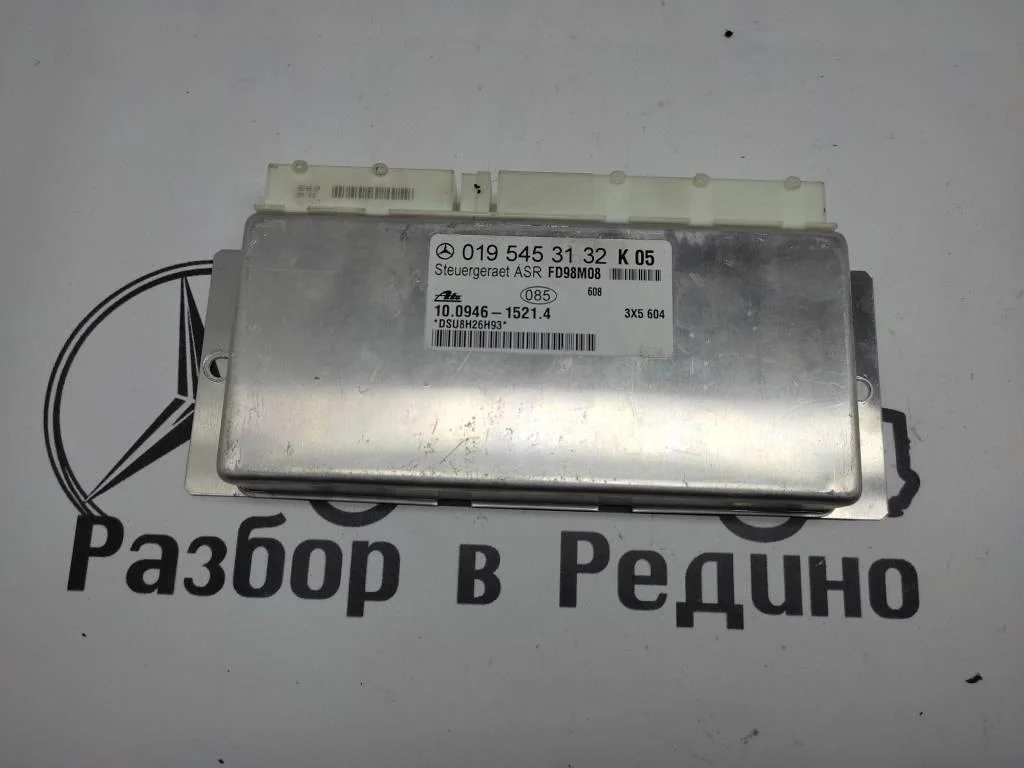 019 545 31 32 K 05
Steuergeraet ASR FD98M08
Ate 085 608
10.0946-1521.4 3X5 604
*DSU8H26H93*
Разбор в Редино